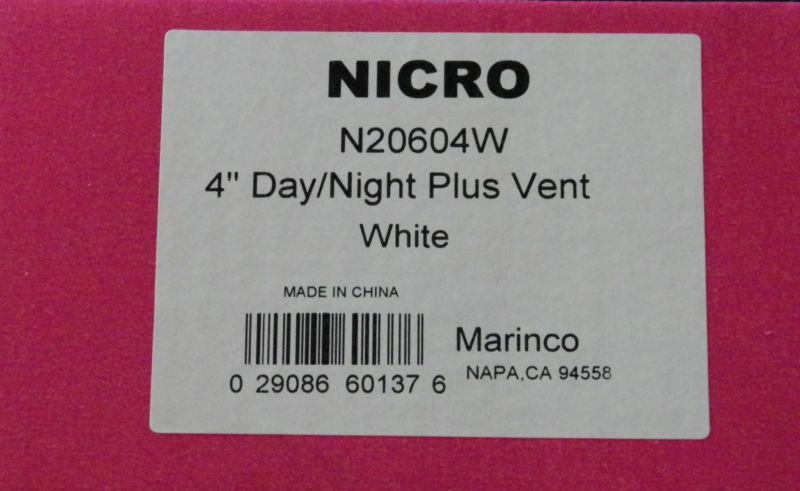 NICRO
N20604W
4" Day/Night Plus Vent
White
MADE IN CHINA
0 29086 60137 6
Marinco
NAPA,CA 94558